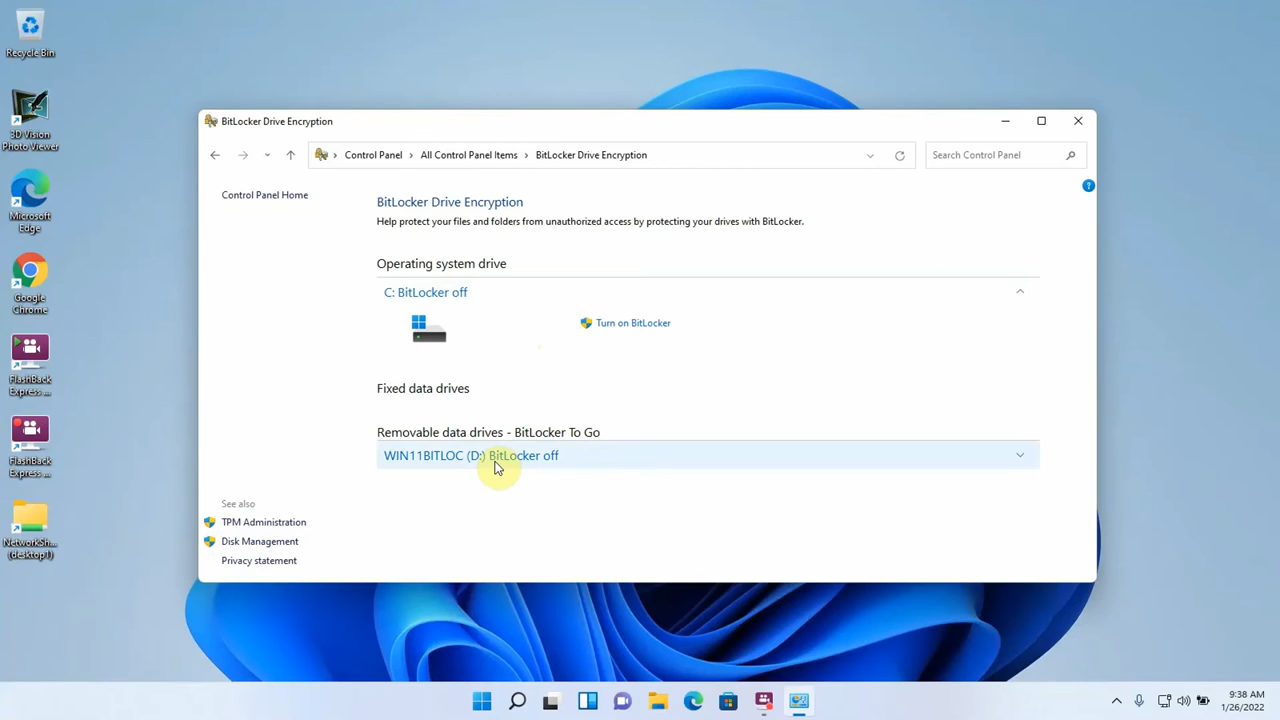 Recycle Bin
3D Vision
Photo Viewer
Microsoft
Edge
Google
Chrome
FlashBack
Express ...
FlashBack
Express ...
NetworkSh...
(desktop1)
BitLocker Drive Encryption
Control Panel
All Control Panel Items
BitLocker Drive Encryption
Search Control Panel
?
Control Panel Home
BitLocker Drive Encryption
Help protect your files and folders from unauthorized access by protecting your drives with BitLocker.
Operating system drive
C: BitLocker off
Turn on BitLocker
Fixed data drives
Removable data drives - BitLocker To Go
WIN11BITLOC (D:) BitLocker off
See also
TPM Administration
Disk Management
Privacy statement
9:38 AM
1/26/2022